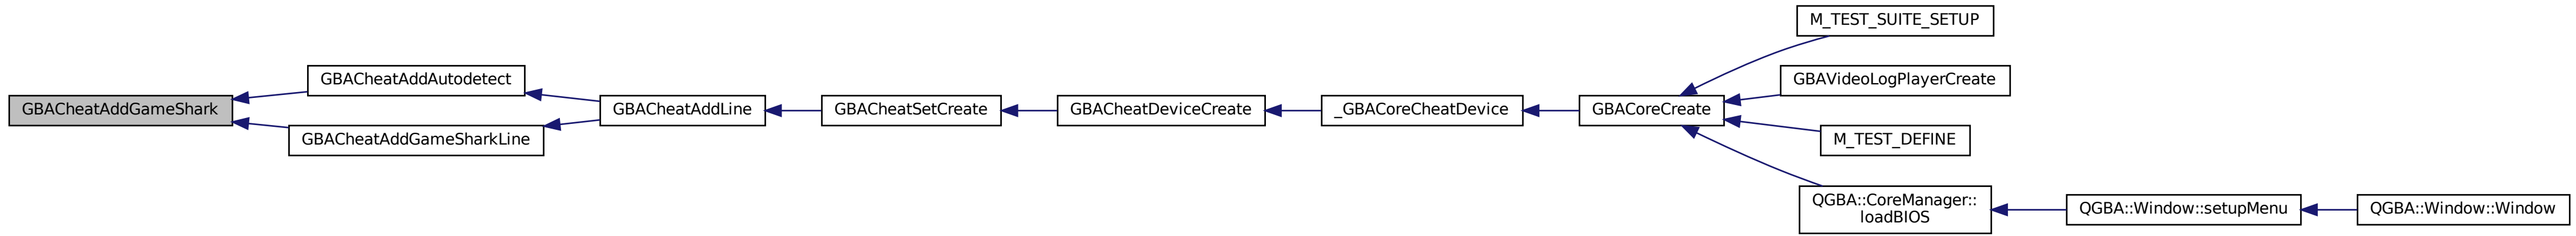 GBACheatAddGameShark
GBACheatAddAutodetect
GBACheatAddGameSharkLine
GBACheatAddLine
GBACheatSetCreate
GBACheatDeviceCreate
_GBACoreCheatDevice
GBACoreCreate
M_TEST_SUITE_SETUP
GBAVideoLogPlayerCreate
M_TEST_DEFINE
QGBA::CoreManager::
loadBIOS
QGBA::Window::setupMenu
QGBA::Window::Window